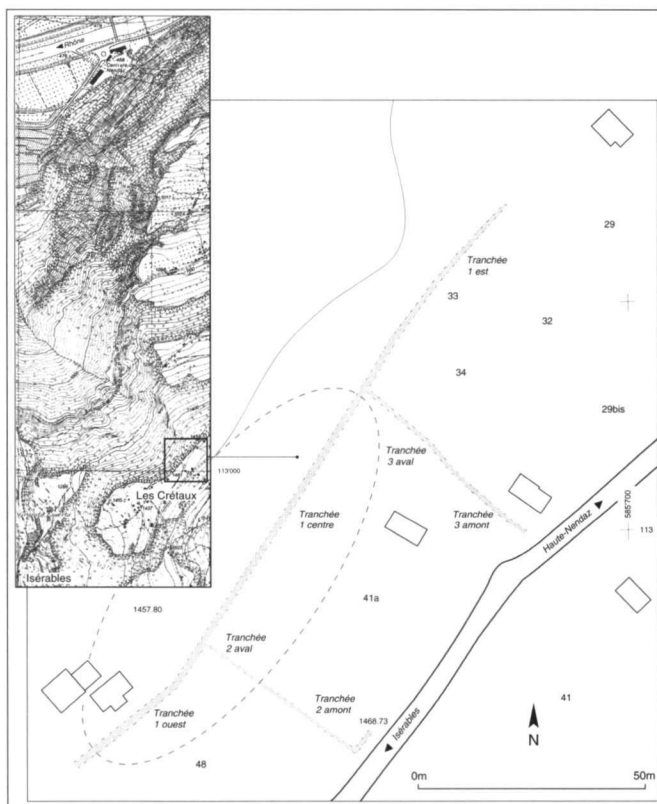 Rhône
Les Crêtaux
Isérables
113'000
Tranchée
1 est
29
33
32
34
29bis
Tranchée
3 aval
Tranchée
3 amont
Tranchée
1 centre
Haute-Nendaz
585'700
113
1457.80
41a
Tranchée
2 aval
Tranchée
2 amont
1468.73
Tranchée
1 ouest
Isérables
41
48
N
0m
50m